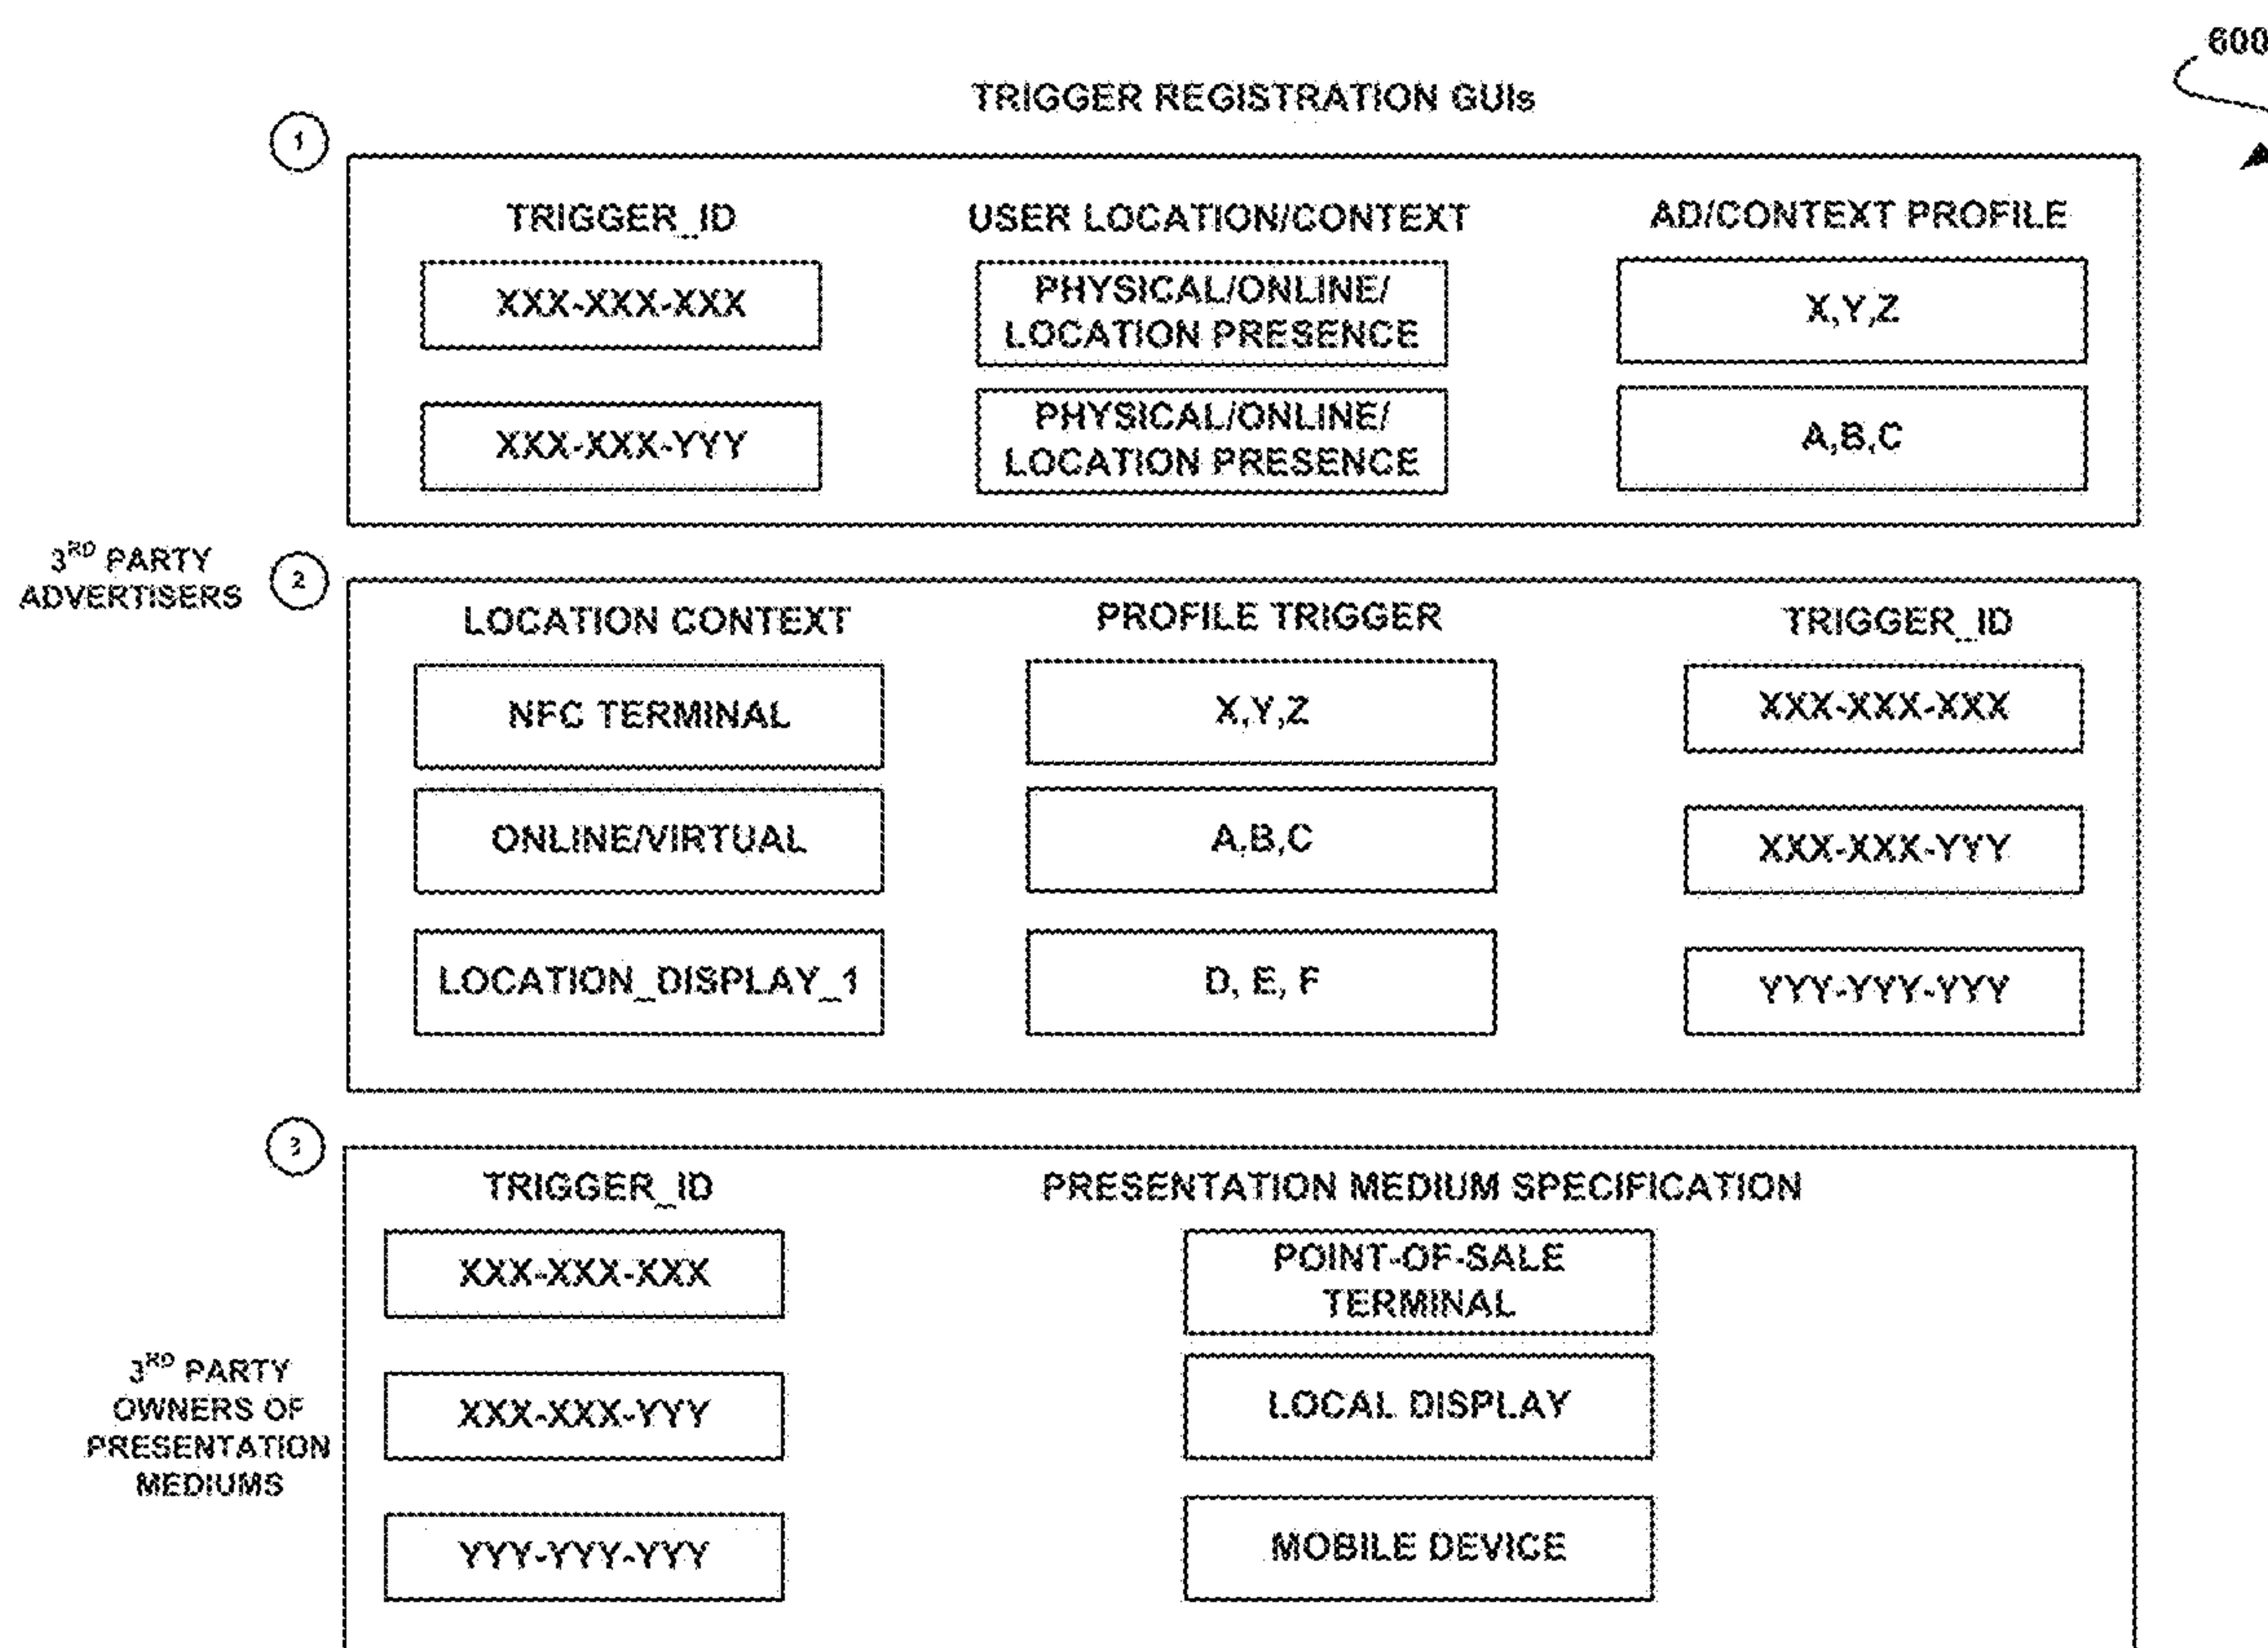 600
TRIGGER REGISTRATION GUIs
1
TRIGGER_ID
USER LOCATION/CONTEXT
AD/CONTEXT PROFILE
XXX-XXX-XXX
PHYSICAL/ONLINE/
LOCATION PRESENCE
X,Y,Z
XXX-XXX-YYY
PHYSICAL/ONLINE/
LOCATION PRESENCE
A,B,C
3RD PARTY
ADVERTISERS
2
LOCATION CONTEXT
PROFILE TRIGGER
TRIGGER_ID
NFC TERMINAL
X,Y,Z
XXX-XXX-XXX
ONLINE/VIRTUAL
A,B,C
XXX-XXX-YYY
LOCATION_DISPLAY_1
D, E, F
YYY-YYY-YYY
3
TRIGGER_ID
PRESENTATION MEDIUM SPECIFICATION
XXX-XXX-XXX
POINT-OF-SALE
TERMINAL
3RD PARTY
OWNERS OF
PRESENTATION
MEDIUMS
XXX-XXX-YYY
LOCAL DISPLAY
YYY-YYY-YYY
MOBILE DEVICE